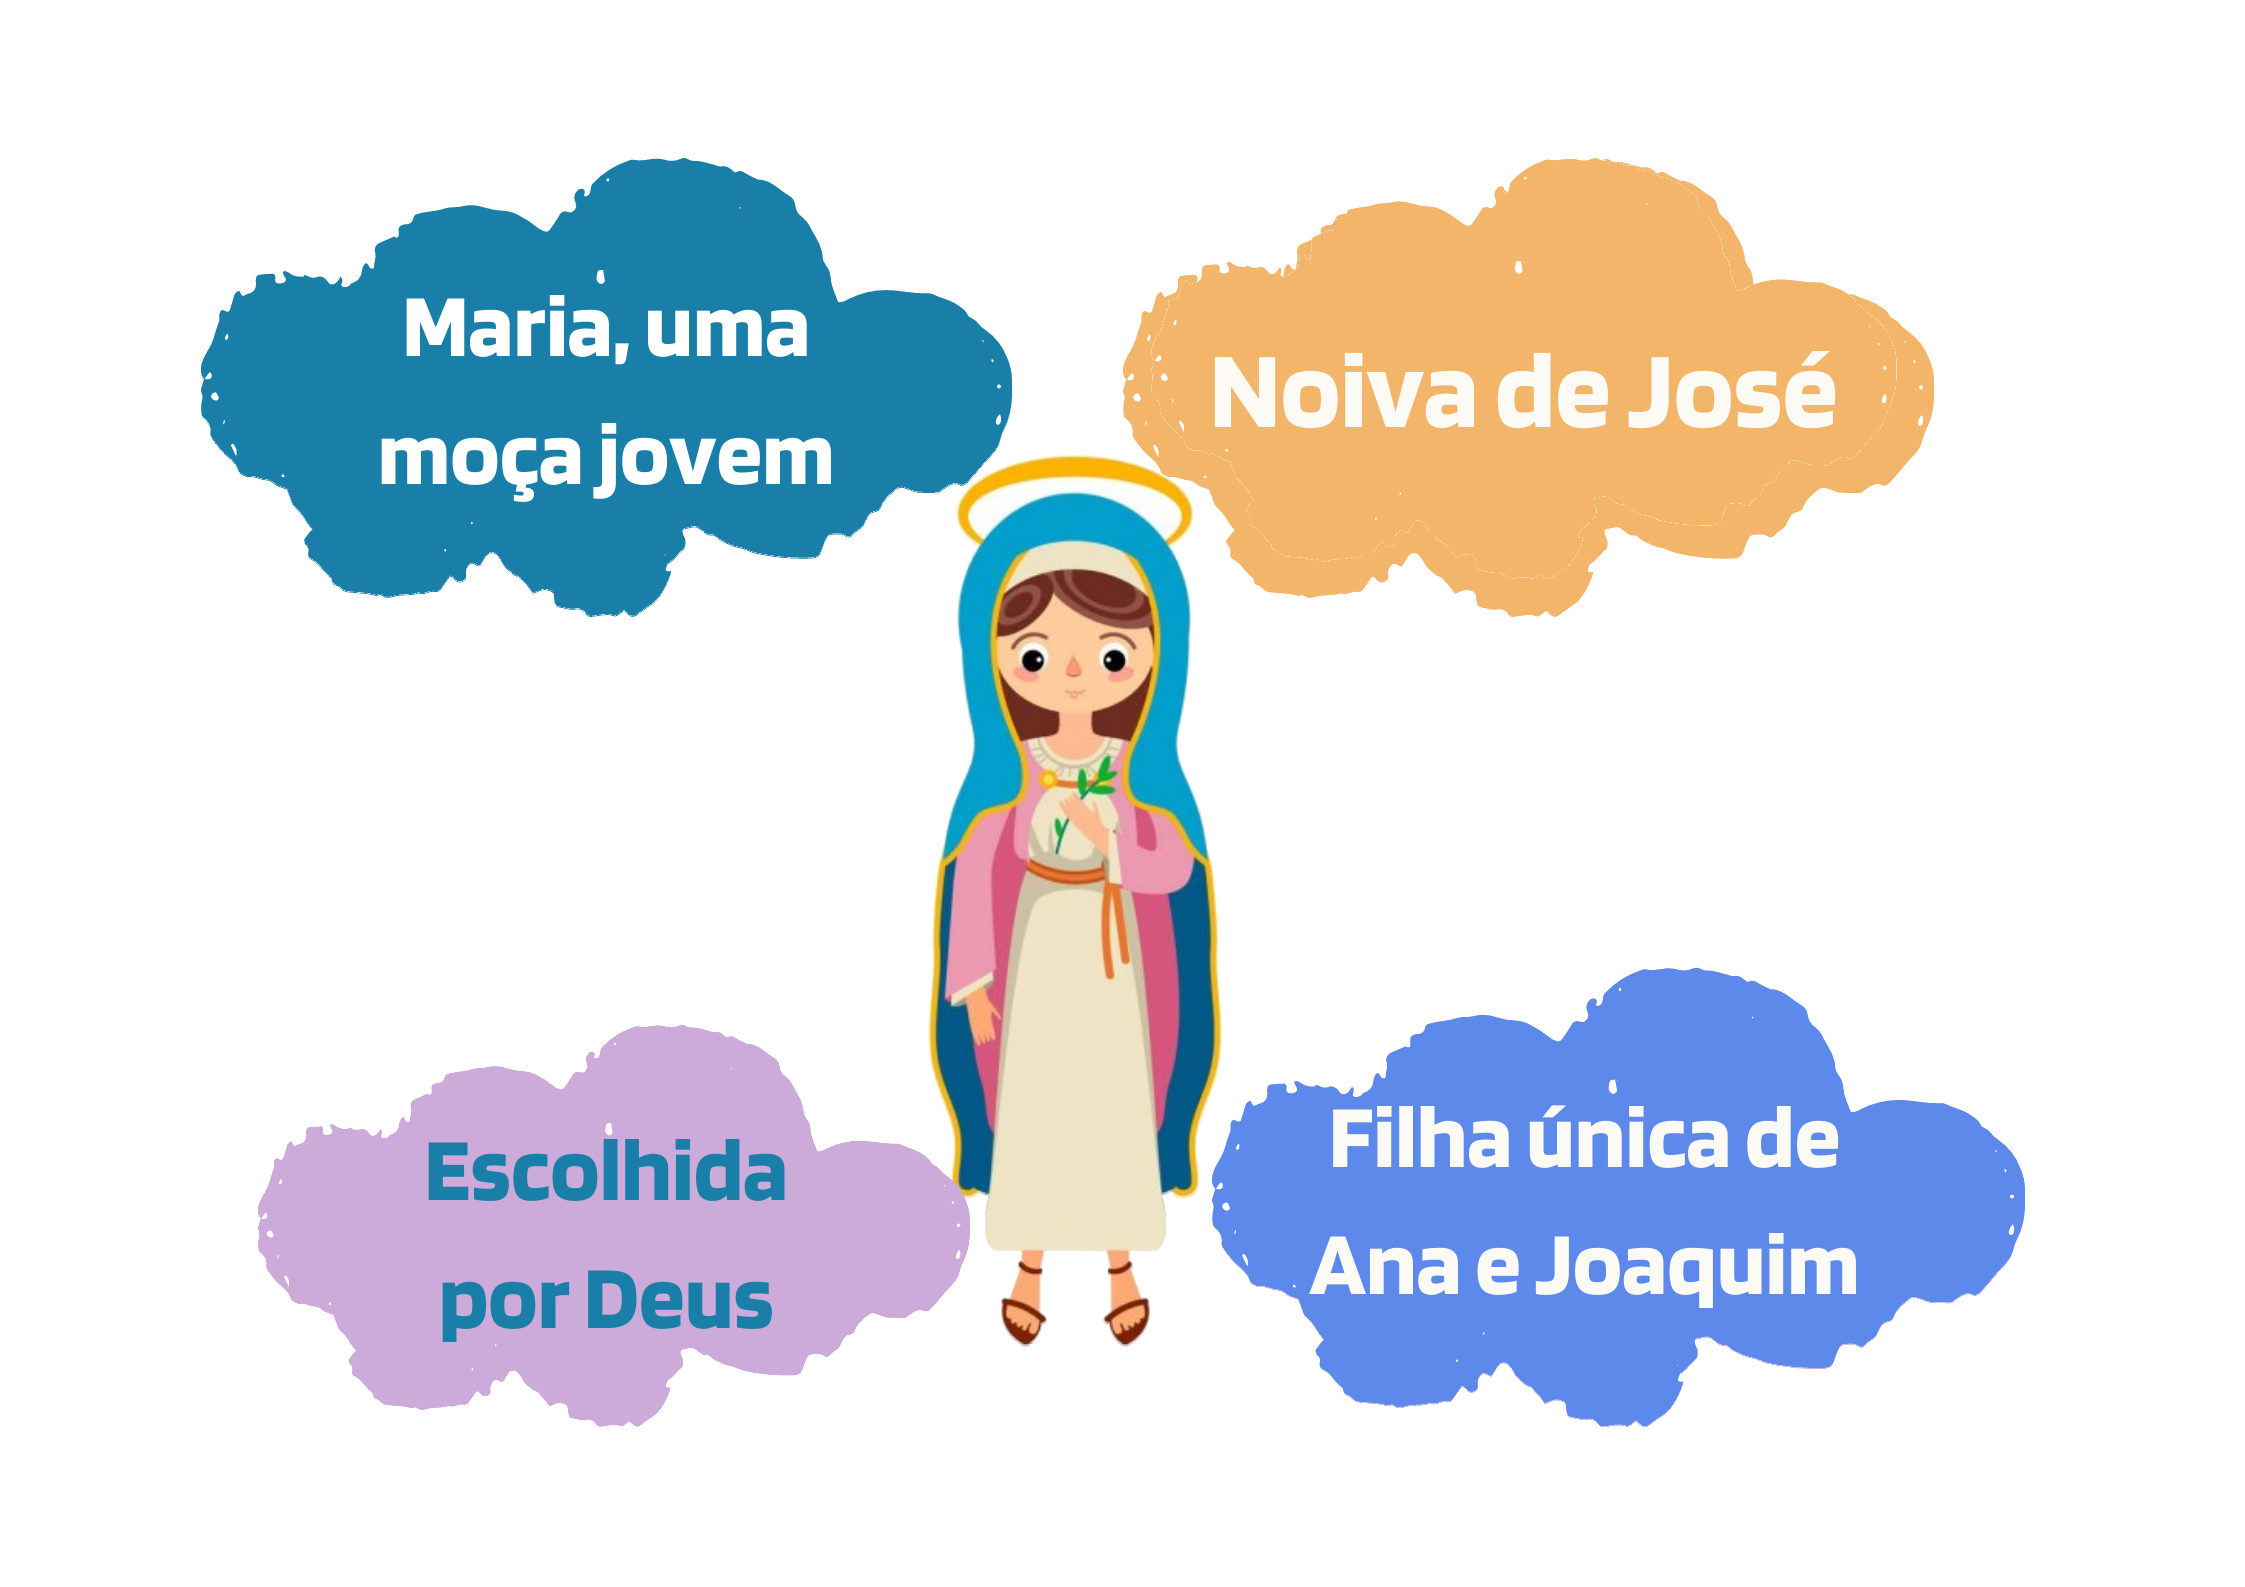 Maria, uma
moça jovem
Noiva de José
Escolhida
por Deus
Filha única de
Ana e Joaquim